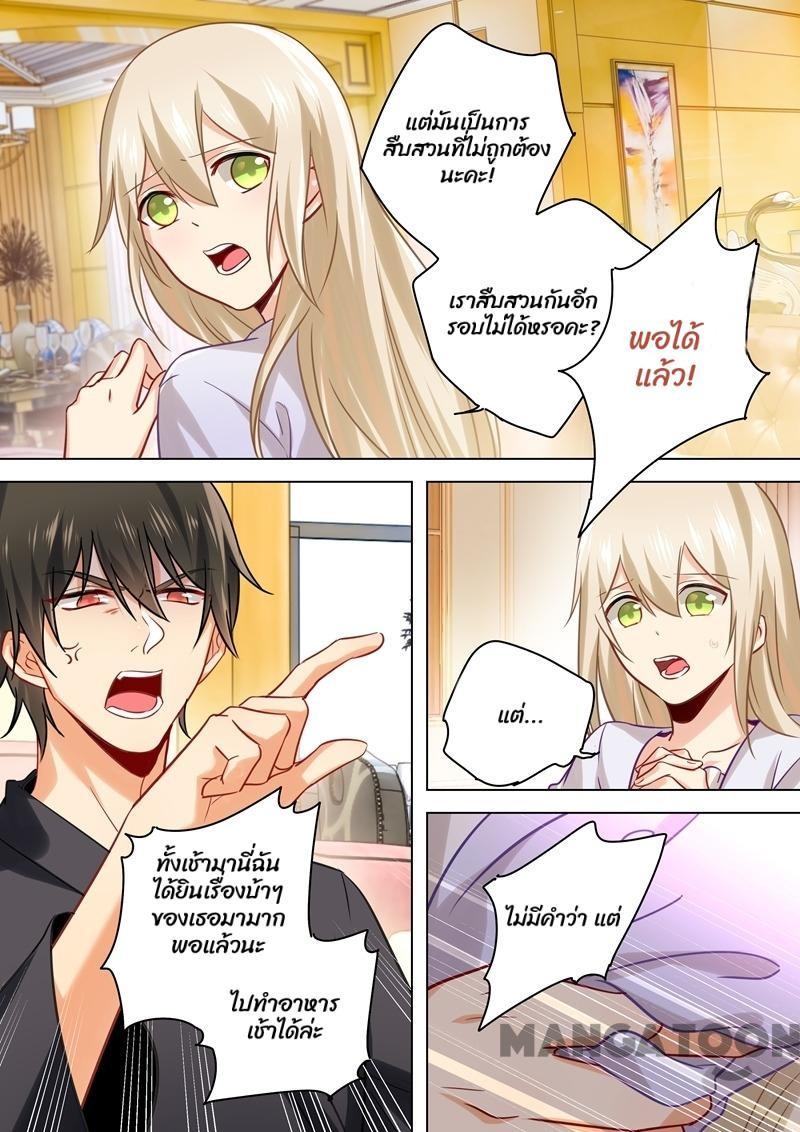 แต่มันเป็นการ
สืบสวนที่ไม่ถูกต้อง
นะคะ!
เราสืบสวนกันอีก
รอบไม่ได้หรอคะ?
พอได้
แล้ว!
แต่...
ทั้งเช้ามานี่ฉัน
ได้ยินเรื่องบ้าๆ
ของเธอมามาก
พอแล้วนะ
ไปทำอาหาร
เช้าได้ล่ะ
ไม่มีคำว่า แต่
MANGATOON